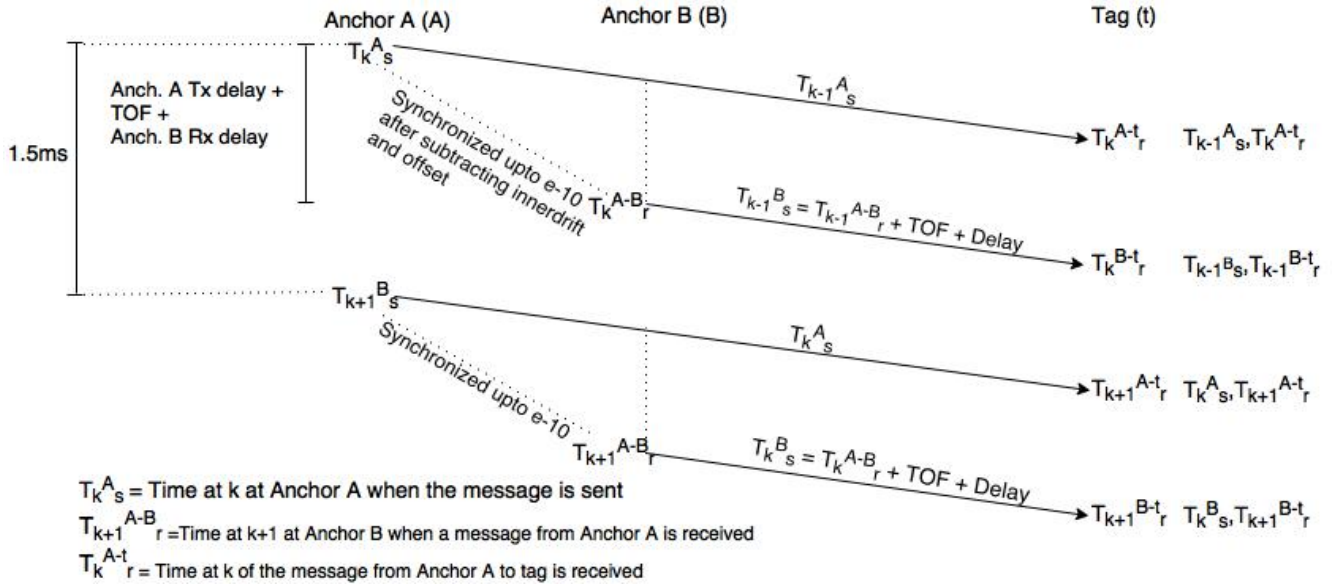 Anchor A (A)
Anchor B (B)
Tag (t)
T_k^A_s
T_{k-1}^A_s
Anch. A Tx delay +
TOF +
Anch. B Rx delay
1.5ms
Synchronized upto e-10
after subtracting innerdrift
and offset
T_k^{A-t}_r T_{k-1}^A_s,T_k^{A-t}_r
T_k^{A-B}_r
T_{k-1}^B_s = T_{k-1}^{A-B}_r + TOF + Delay
T_k^{B-t}_r T_{k-1}^B_s,T_{k-1}^{B-t}_r
T_{k+1}^B_s
T_k^A_s
Synchronized upto e-10
T_{k+1}^{A-t}_r T_k^A_s,T_{k+1}^{A-t}_r
T_{k+1}^{A-B}_r
T_k^B_s = T_k^{A-B}_r + TOF + Delay
T_{k+1}^{B-t}_r T_k^B_s,T_{k+1}^{B-t}_r
T_k^A_s = Time at k at Anchor A when the message is sent
T_{k+1}^{A-B}_r =Time at k+1 at Anchor B when a message from Anchor A is received
T_k^{A-t}_r = Time at k of the message from Anchor A to tag is received